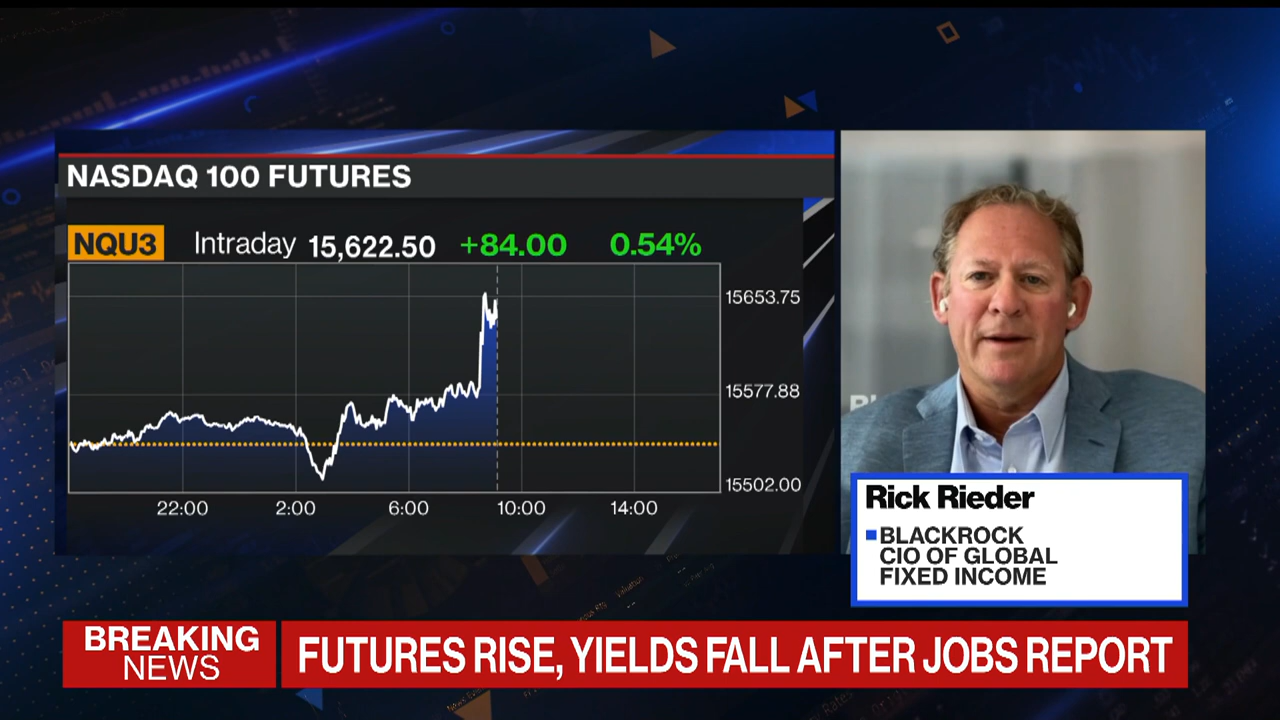 NASDAQ 100 FUTURES
NQU3 Intraday 15,622.50 +84.00 0.54%
15653.75
15577.88
15502.00
22:00 2:00 6:00 10:00 14:00
Rick Rieder
BLACKROCK
CIO OF GLOBAL
FIXED INCOME
BREAKING
NEWS
FUTURES RISE, YIELDS FALL AFTER JOBS REPORT